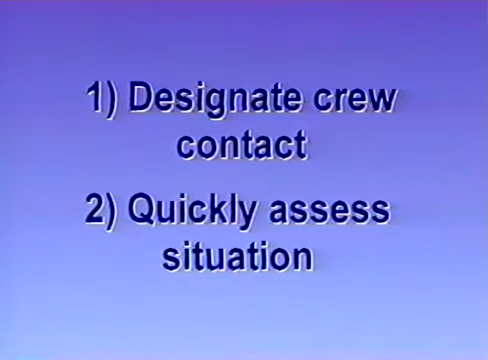 1) Designate crew
contact
2) Quickly assess
situation